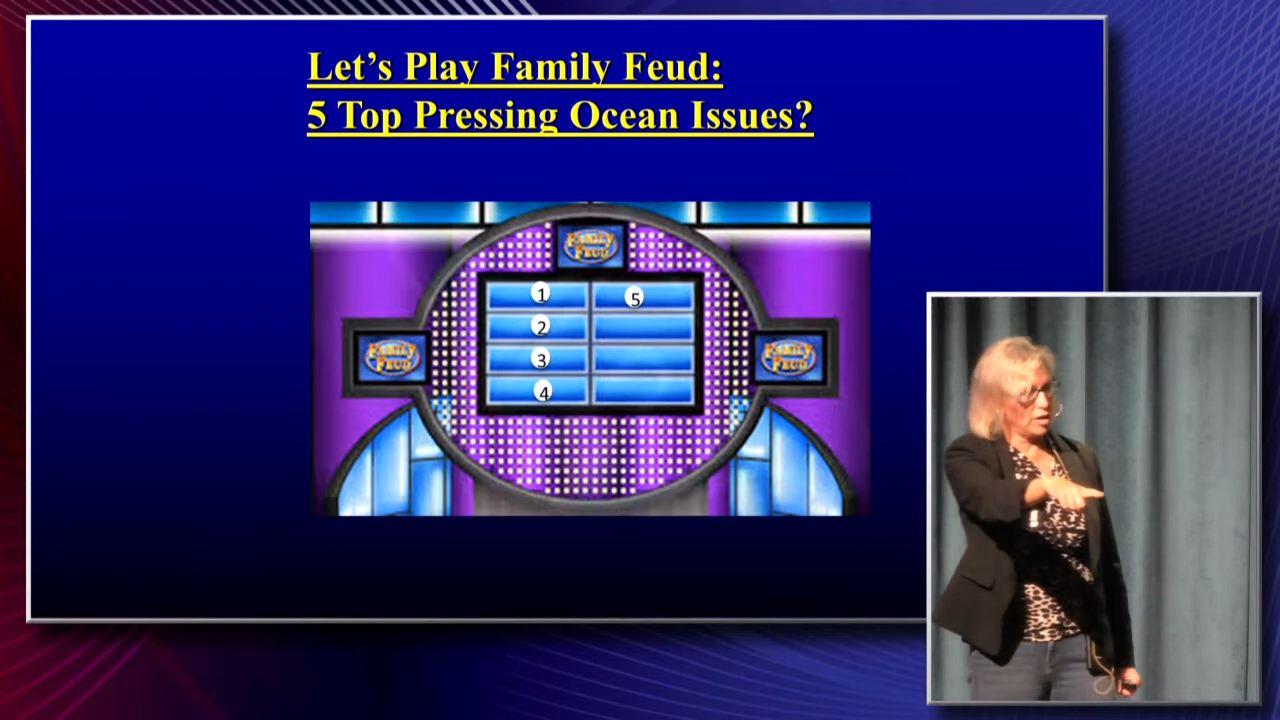 Let's Play Family Feud:
5 Top Pressing Ocean Issues?
FAMILY
FEUD
1
5
2
3
4
FAMILY
FEUD
FAMILY
FEUD